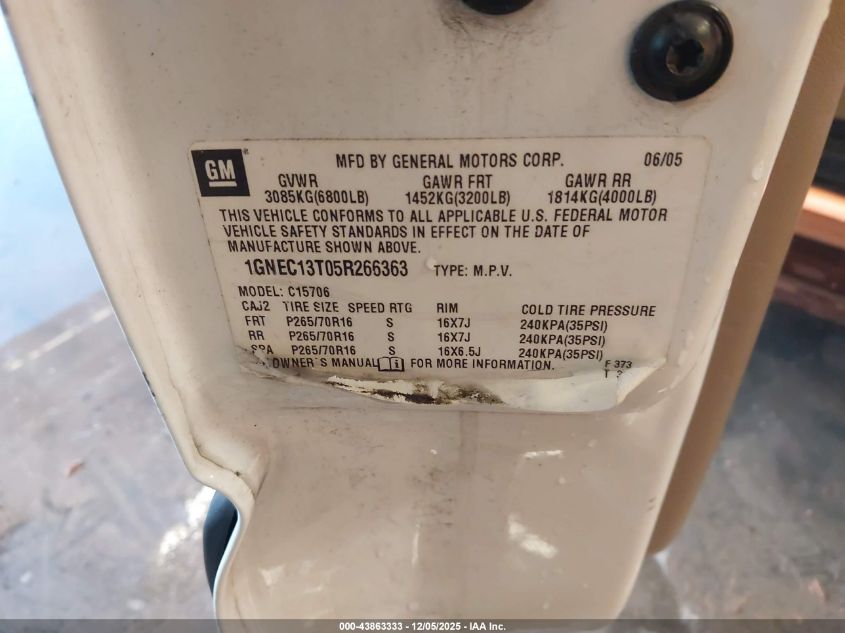 GM
MFD BY GENERAL MOTORS CORP. 06/05
GVWR GAWR FRT GAWR RR
3085KG(6800LB) 1452KG(3200LB) 1814KG(4000LB)
THIS VEHICLE CONFORMS TO ALL APPLICABLE U.S. FEDERAL MOTOR
VEHICLE SAFETY STANDARDS IN EFFECT ON THE DATE OF
MANUFACTURE SHOWN ABOVE.
1GNEC13T05R266363 TYPE: M.P.V.
MODEL: C15706
CAJ2 TIRE SIZE SPEED RTG RIM COLD TIRE PRESSURE
FRT P265/70R16 S 16X7J 240KPA(35PSI)
RR P265/70R16 S 16X7J 240KPA(35PSI)
SPA P265/70R16 S 16X6.5J 240KPA(35PSI)
OWNER'S MANUAL FOR MORE INFORMATION. F 373
T
000-43863333 - 12/05/2025 - IAA Inc.